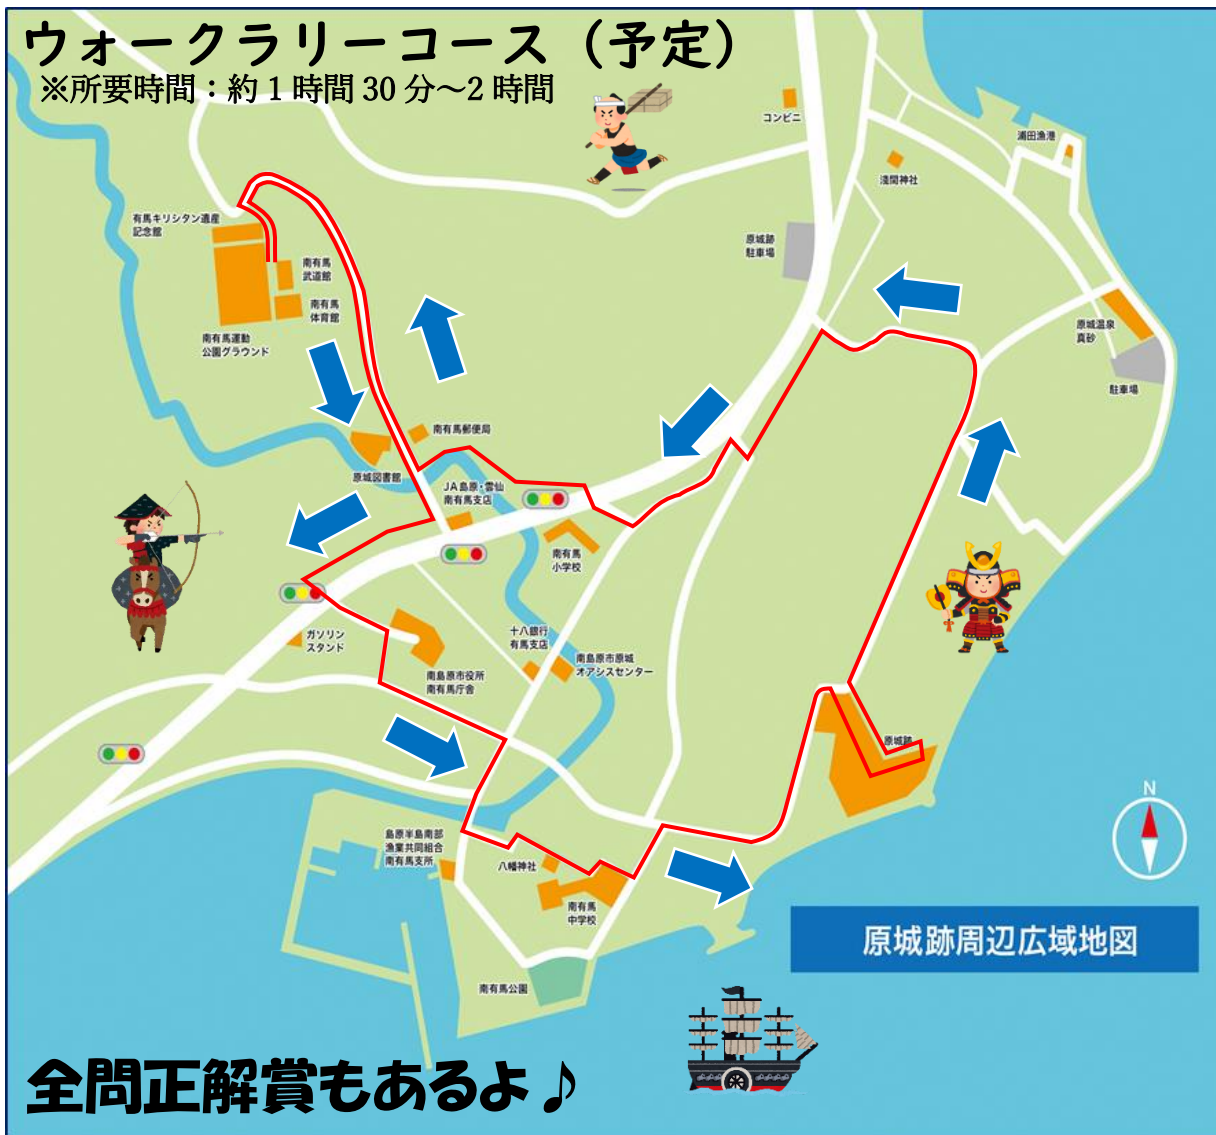 ウォークラリーコース（予定）
※所要時間：約1時間30分～2時間
コンビニ
浦田漁港
淺間神社
有馬キリシタン遺産
記念館
原城跡
駐車場
南有馬
武道館
南有馬
体育館
南有馬運動
公園グラウンド
原城温泉
真砂
駐車場
南有馬郵便局
原城図書館
JA島原・雲仙
南有馬支店
南有馬
小学校
ガソリン
スタンド
十八銀行
有馬支店
南島原市原城
オアシスセンター
南島原市役所
南有馬庁舎
原城跡
島原半島南部
漁業共同組合
南有馬支所
八幡神社
南有馬
中学校
南有馬公園
N
原城跡周辺広域地図
全問正解賞もあるよ♪